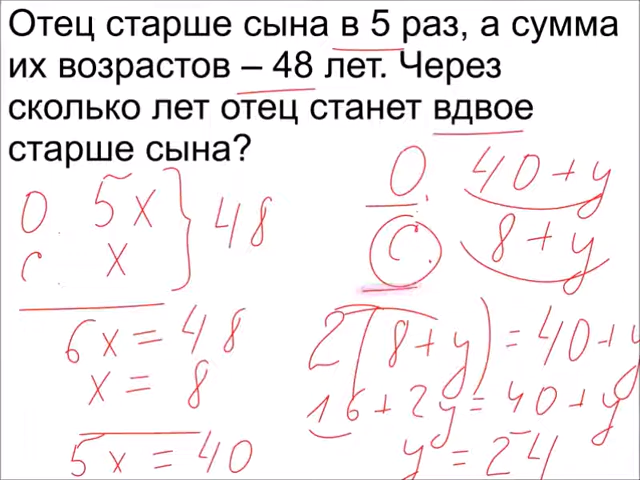 Отец старше сына в 5 раз, а сумма
их возрастов – 48 лет. Через
сколько лет отец станет вдвое
старше сына?
О. 5x } 48
с. x
6x = 48
x = 8
5x = 40
О. 40 + y
С. 8 + y
2(8 + y) = 40 + y
16 + 2y = 40 + y
y = 24